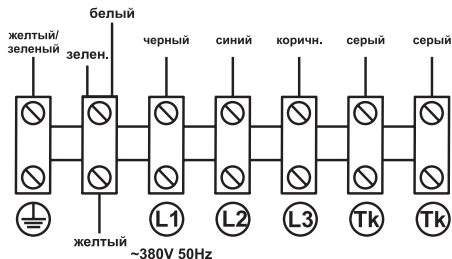 белый
желтый/
зеленый
зелен.
черный
синий
коричн.
серый
серый
L1
L2
L3
Tk
Tk
желтый
~380V 50Hz